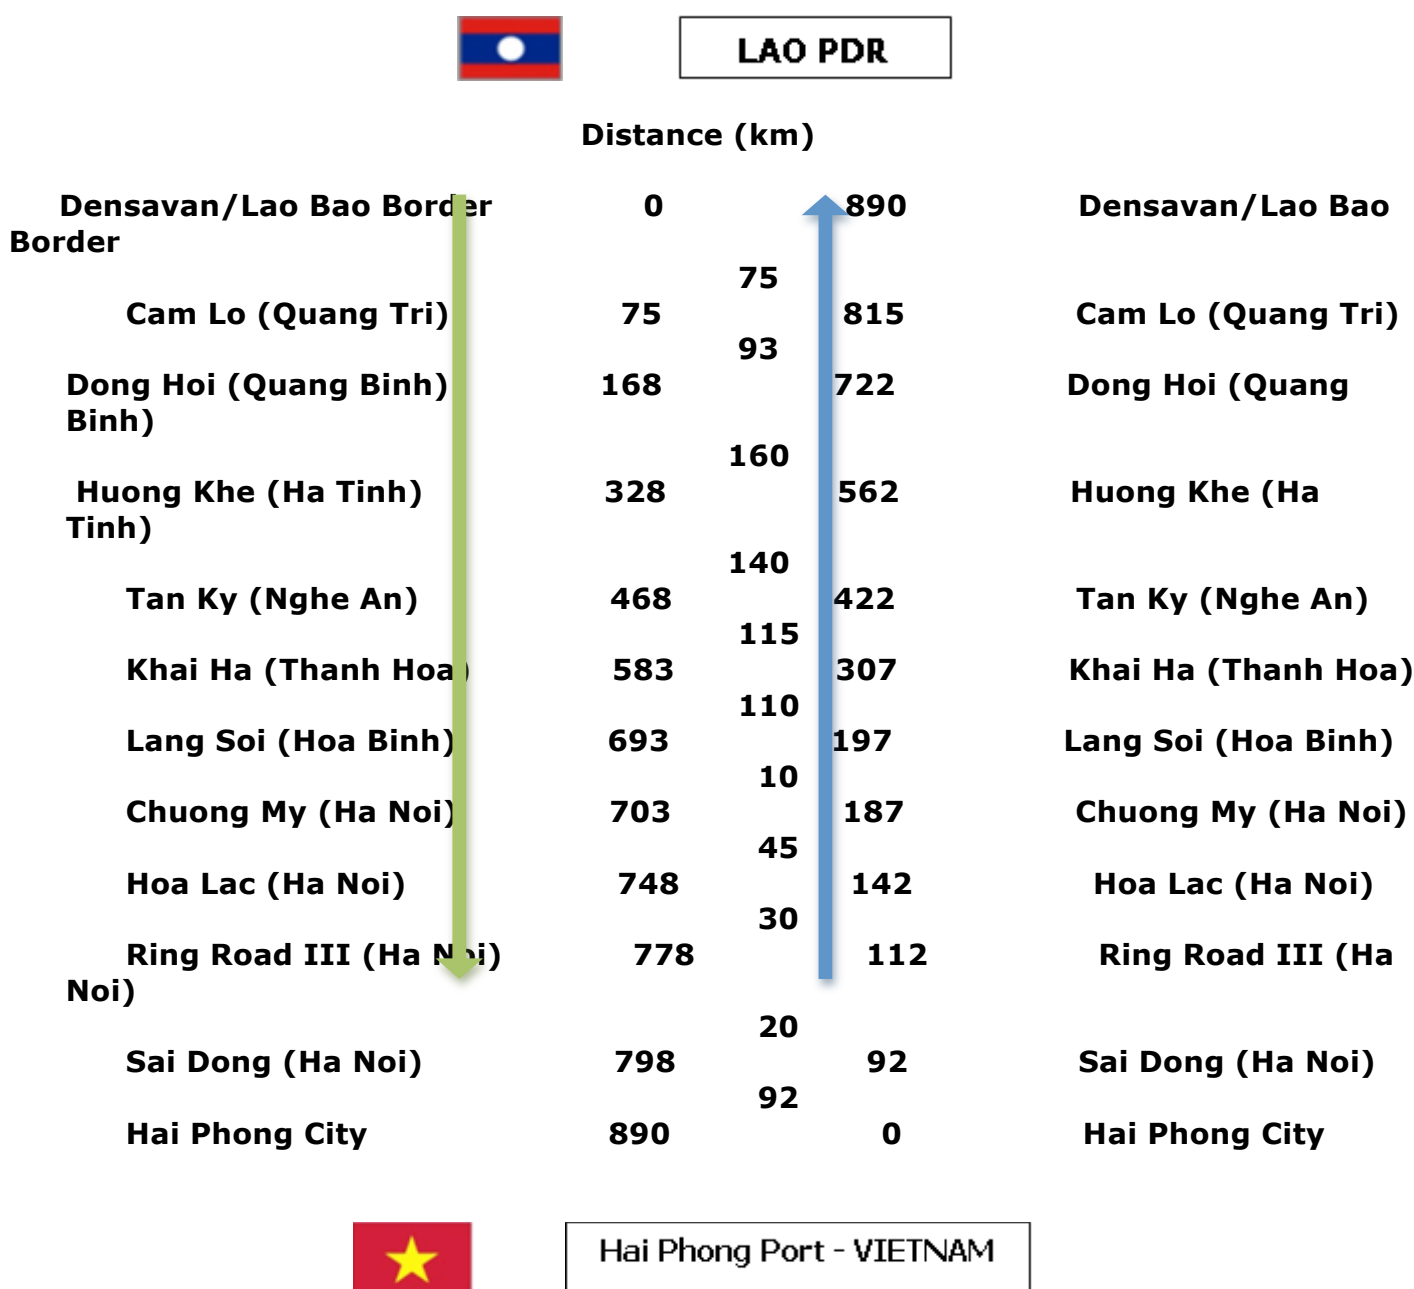 LAO PDR
Distance (km)
Densavan/Lao Bao Border 0 890 Densavan/Lao Bao
Border
75
Cam Lo (Quang Tri) 75 815 Cam Lo (Quang Tri)
93
Dong Hoi (Quang Binh) 168 722 Dong Hoi (Quang
Binh)
160
Huong Khe (Ha Tinh) 328 562 Huong Khe (Ha
Tinh)
140
Tan Ky (Nghe An) 468 422 Tan Ky (Nghe An)
115
Khai Ha (Thanh Hoa) 583 307 Khai Ha (Thanh Hoa)
110
Lang Soi (Hoa Binh) 693 197 Lang Soi (Hoa Binh)
10
Chuong My (Ha Noi) 703 187 Chuong My (Ha Noi)
45
Hoa Lac (Ha Noi) 748 142 Hoa Lac (Ha Noi)
30
Ring Road III (Ha Noi) 778 112 Ring Road III (Ha
Noi)
20
Sai Dong (Ha Noi) 798 92 Sai Dong (Ha Noi)
92
Hai Phong City 890 0 Hai Phong City
Hai Phong Port - VIETNAM